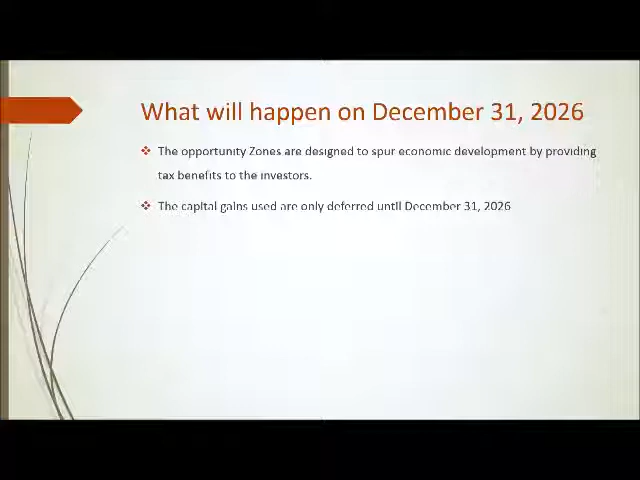 What will happen on December 31, 2026
The opportunity Zones are designed to spur economic development by providing
tax benefits to the investors.
The capital gains used are only deferred until December 31, 2026